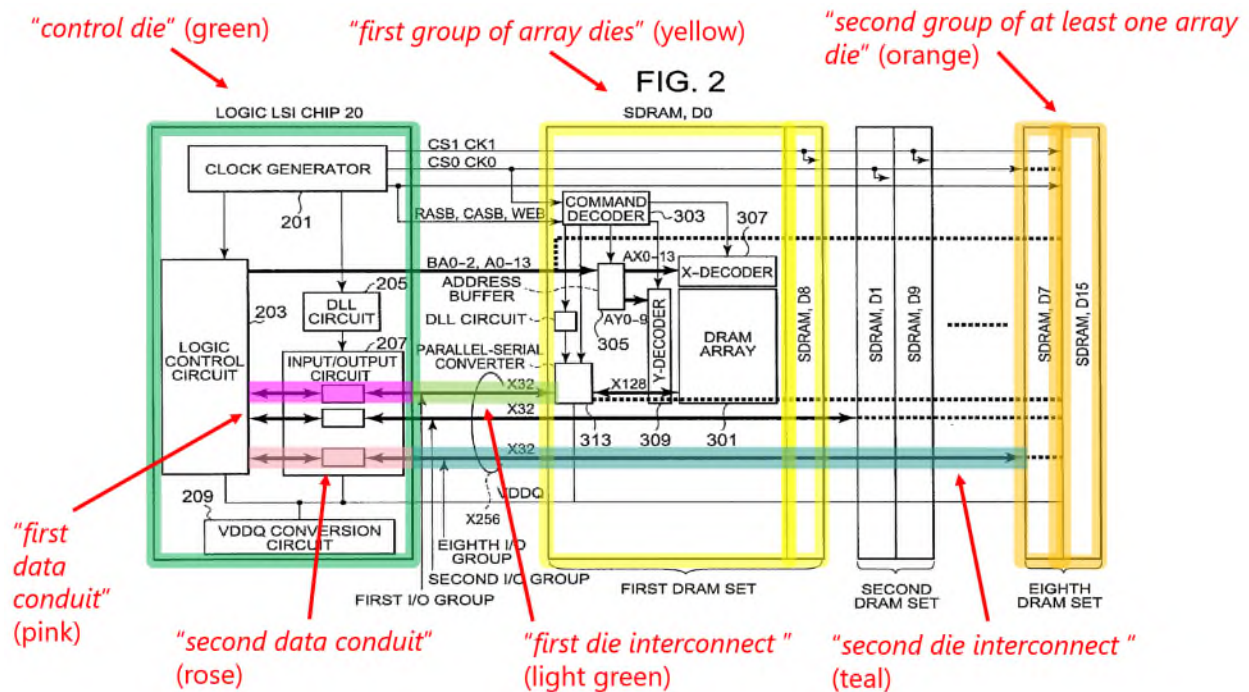 "control die" (green)
"first group of array dies" (yellow)
"second group of at least one array
die" (orange)
FIG. 2
LOGIC LSI CHIP 20
SDRAM, D0
CS1 CK1
CS0 CK0
CLOCK GENERATOR
201
RASB, CASB, WEB
COMMAND
DECODER
303
307
BA0-2, A0-13
AX0-13
X-DECODER
ADDRESS
BUFFER
205
DLL
CIRCUIT
203
AY0-9
305
DLL CIRCUIT
Y-DECODER
DRAM
ARRAY
SDRAM, D8
SDRAM, D1
SDRAM, D9
SDRAM, D7
SDRAM, D15
LOGIC
CONTROL
CIRCUIT
207
INPUT/OUTPUT
CIRCUIT
PARALLEL-SERIAL
CONVERTER
X32
X128
X32
313
309
301
X32
VDDQ
209
VDDQ CONVERSION
CIRCUIT
X256
EIGHTH I/O
GROUP
SECOND I/O GROUP
FIRST I/O GROUP
FIRST DRAM SET
SECOND
DRAM SET
EIGHTH
DRAM SET
"first
data
conduit"
(pink)
"second data conduit"
(rose)
"first die interconnect "
(light green)
"second die interconnect "
(teal)